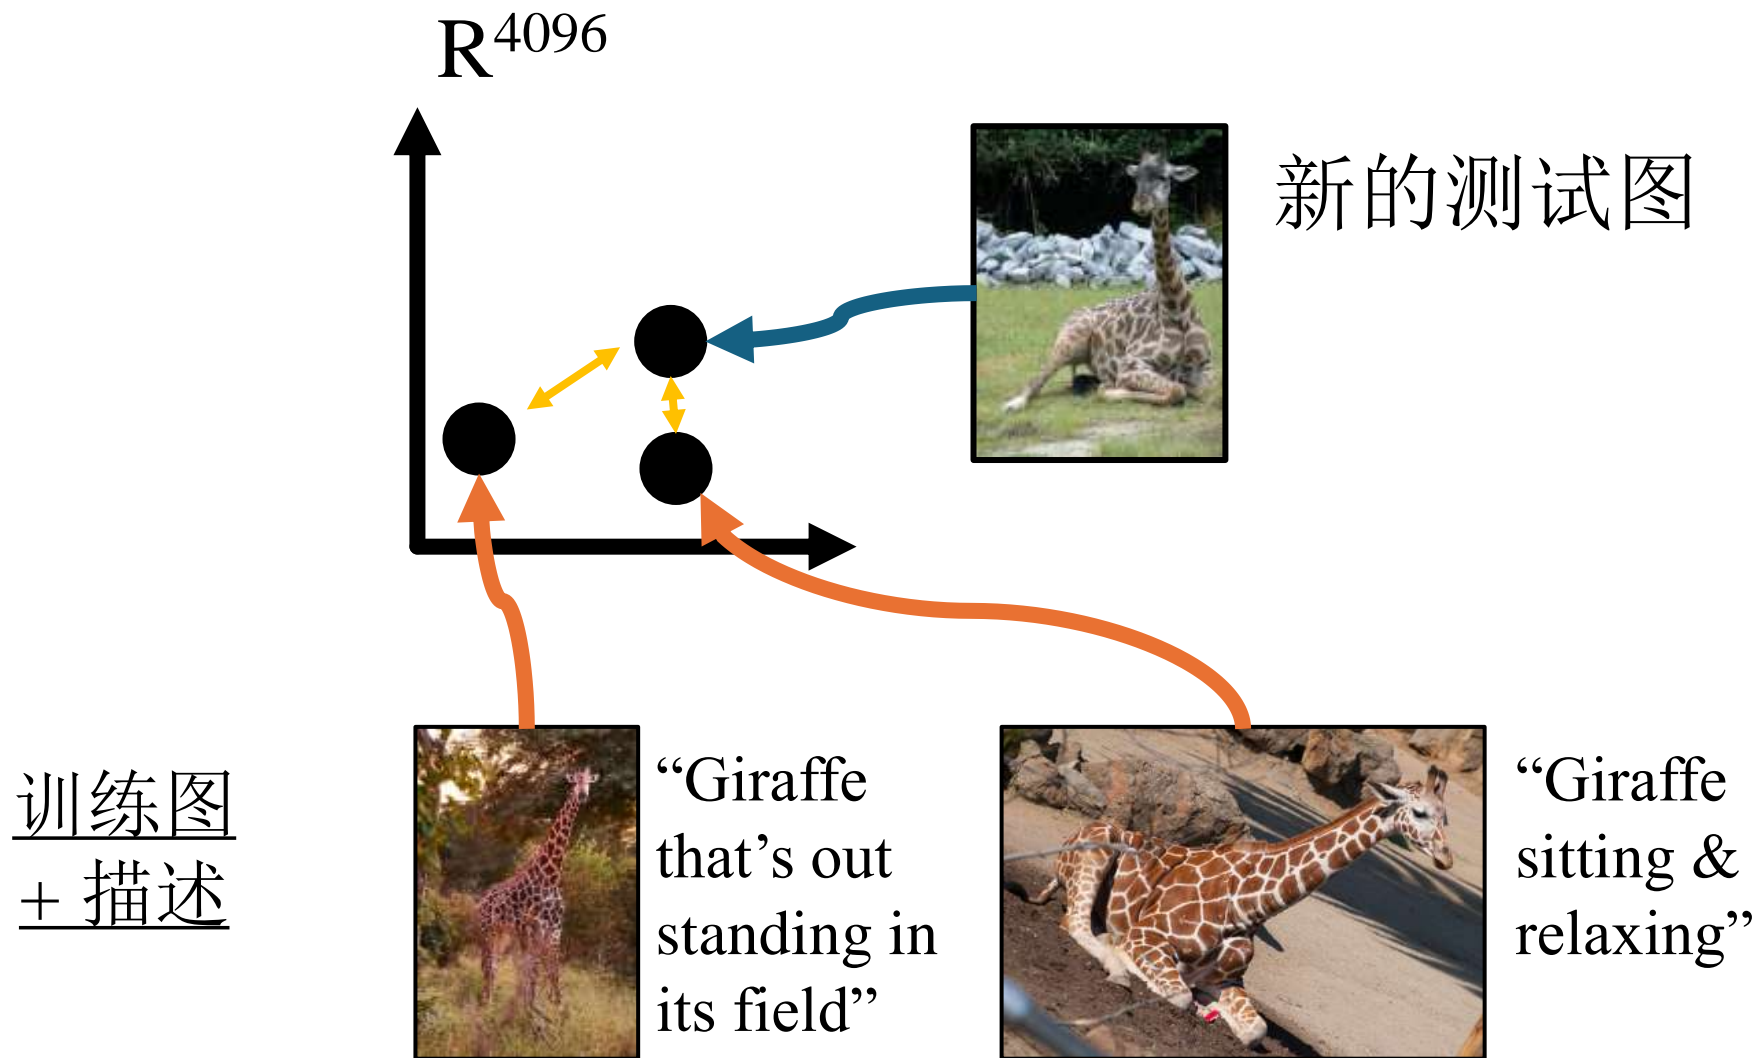 R⁴⁰⁹⁶
新的测试图
训练图
+ 描述
“Giraffe
that’s out
standing in
its field”
“Giraffe
sitting &
relaxing”